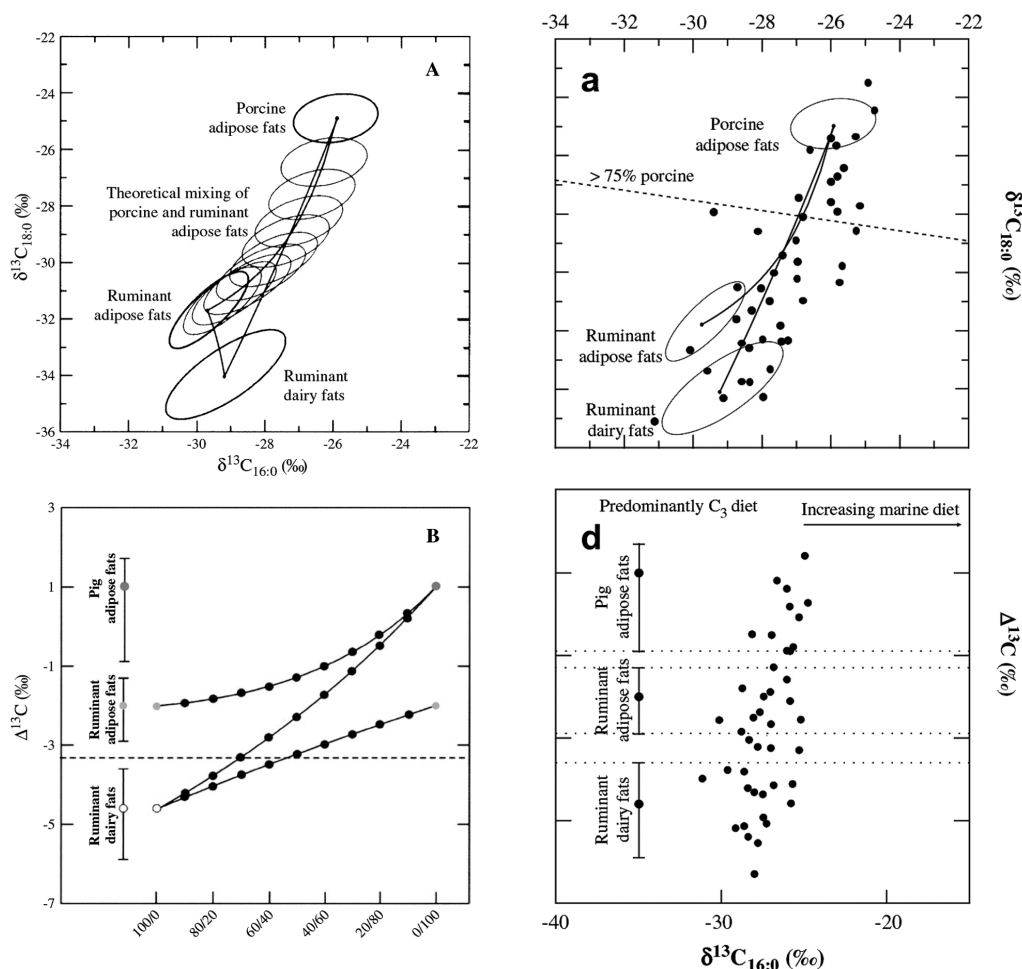 -22
-24
-26
-28
-30
-32
-34
-36
-34
-32
-30
-28
-26
-24
-22
δ¹³C₁₈:₀ (‰)
δ¹³C₁₆:₀ (‰)
A
Porcine
adipose fats
Theoretical mixing of
porcine and ruminant
adipose fats
Ruminant
adipose fats
Ruminant
dairy fats
-34
-32
-30
-28
-26
-24
-22
a
Porcine
adipose fats
> 75% porcine
Ruminant
adipose fats
Ruminant
dairy fats
δ¹³C₁₈:₀ (‰)
3
1
-1
-3
-5
-7
Δ¹³C (‰)
B
Pig
adipose fats
Ruminant
adipose fats
Ruminant
dairy fats
100/0
80/20
60/40
40/60
20/80
0/100
Predominantly C₃ diet
Increasing marine diet
d
Pig
adipose fats
Ruminant
adipose fats
Ruminant
dairy fats
Δ¹³C (‰)
-40
-30
-20
δ¹³C₁₆:₀ (‰)